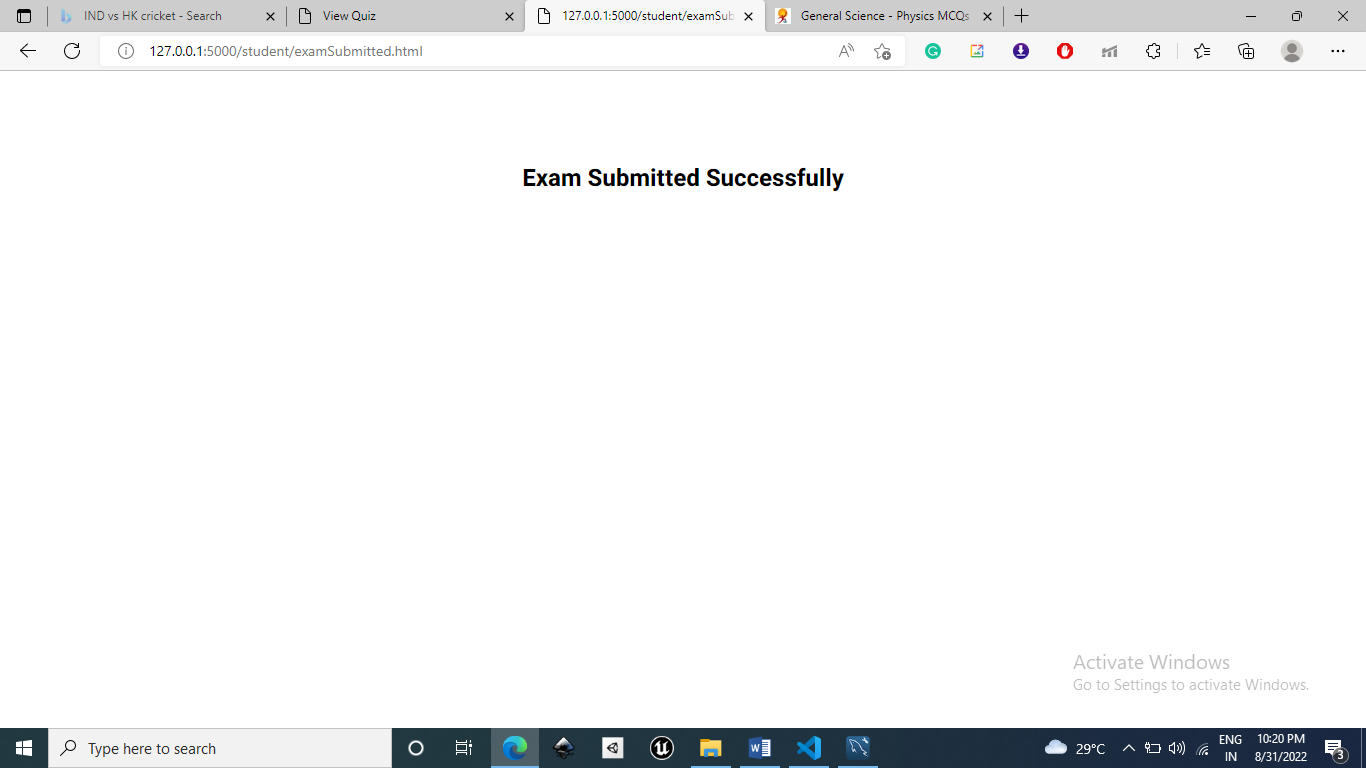 IND vs HK cricket - Search
View Quiz
127.0.0.1:5000/student/examSub
General Science - Physics MCQs
127.0.0.1:5000/student/examSubmitted.html
Exam Submitted Successfully
Activate Windows
Go to Settings to activate Windows.
Type here to search
29°C
ENG
IN
10:20 PM
8/31/2022
3